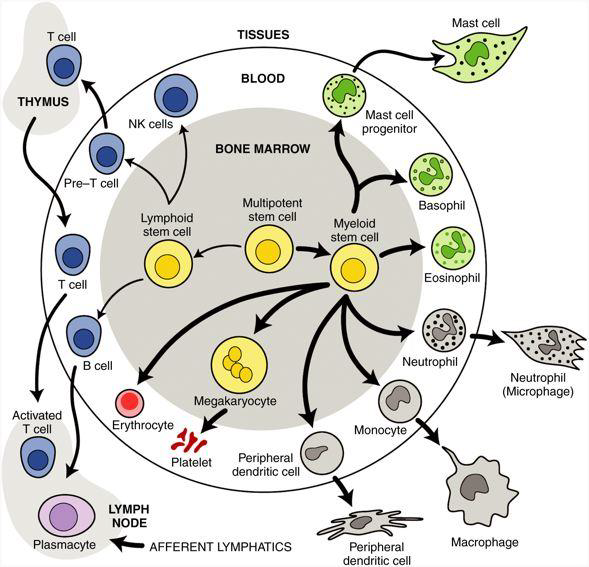 TISSUES
T cell
Mast cell
BLOOD
THYMUS
NK cells
Mast cell
progenitor
BONE MARROW
Pre–T cell
Basophil
Multipotent
stem cell
Lymphoid
stem cell
Myeloid
stem cell
Eosinophil
T cell
B cell
Neutrophil
Neutrophil
(Microphage)
Megakaryocyte
Erythrocyte
Monocyte
Activated
T cell
Platelet
Peripheral
dendritic cell
LYMPH
NODE
Plasmacyte
AFFERENT LYMPHATICS
Peripheral
dendritic cell
Macrophage